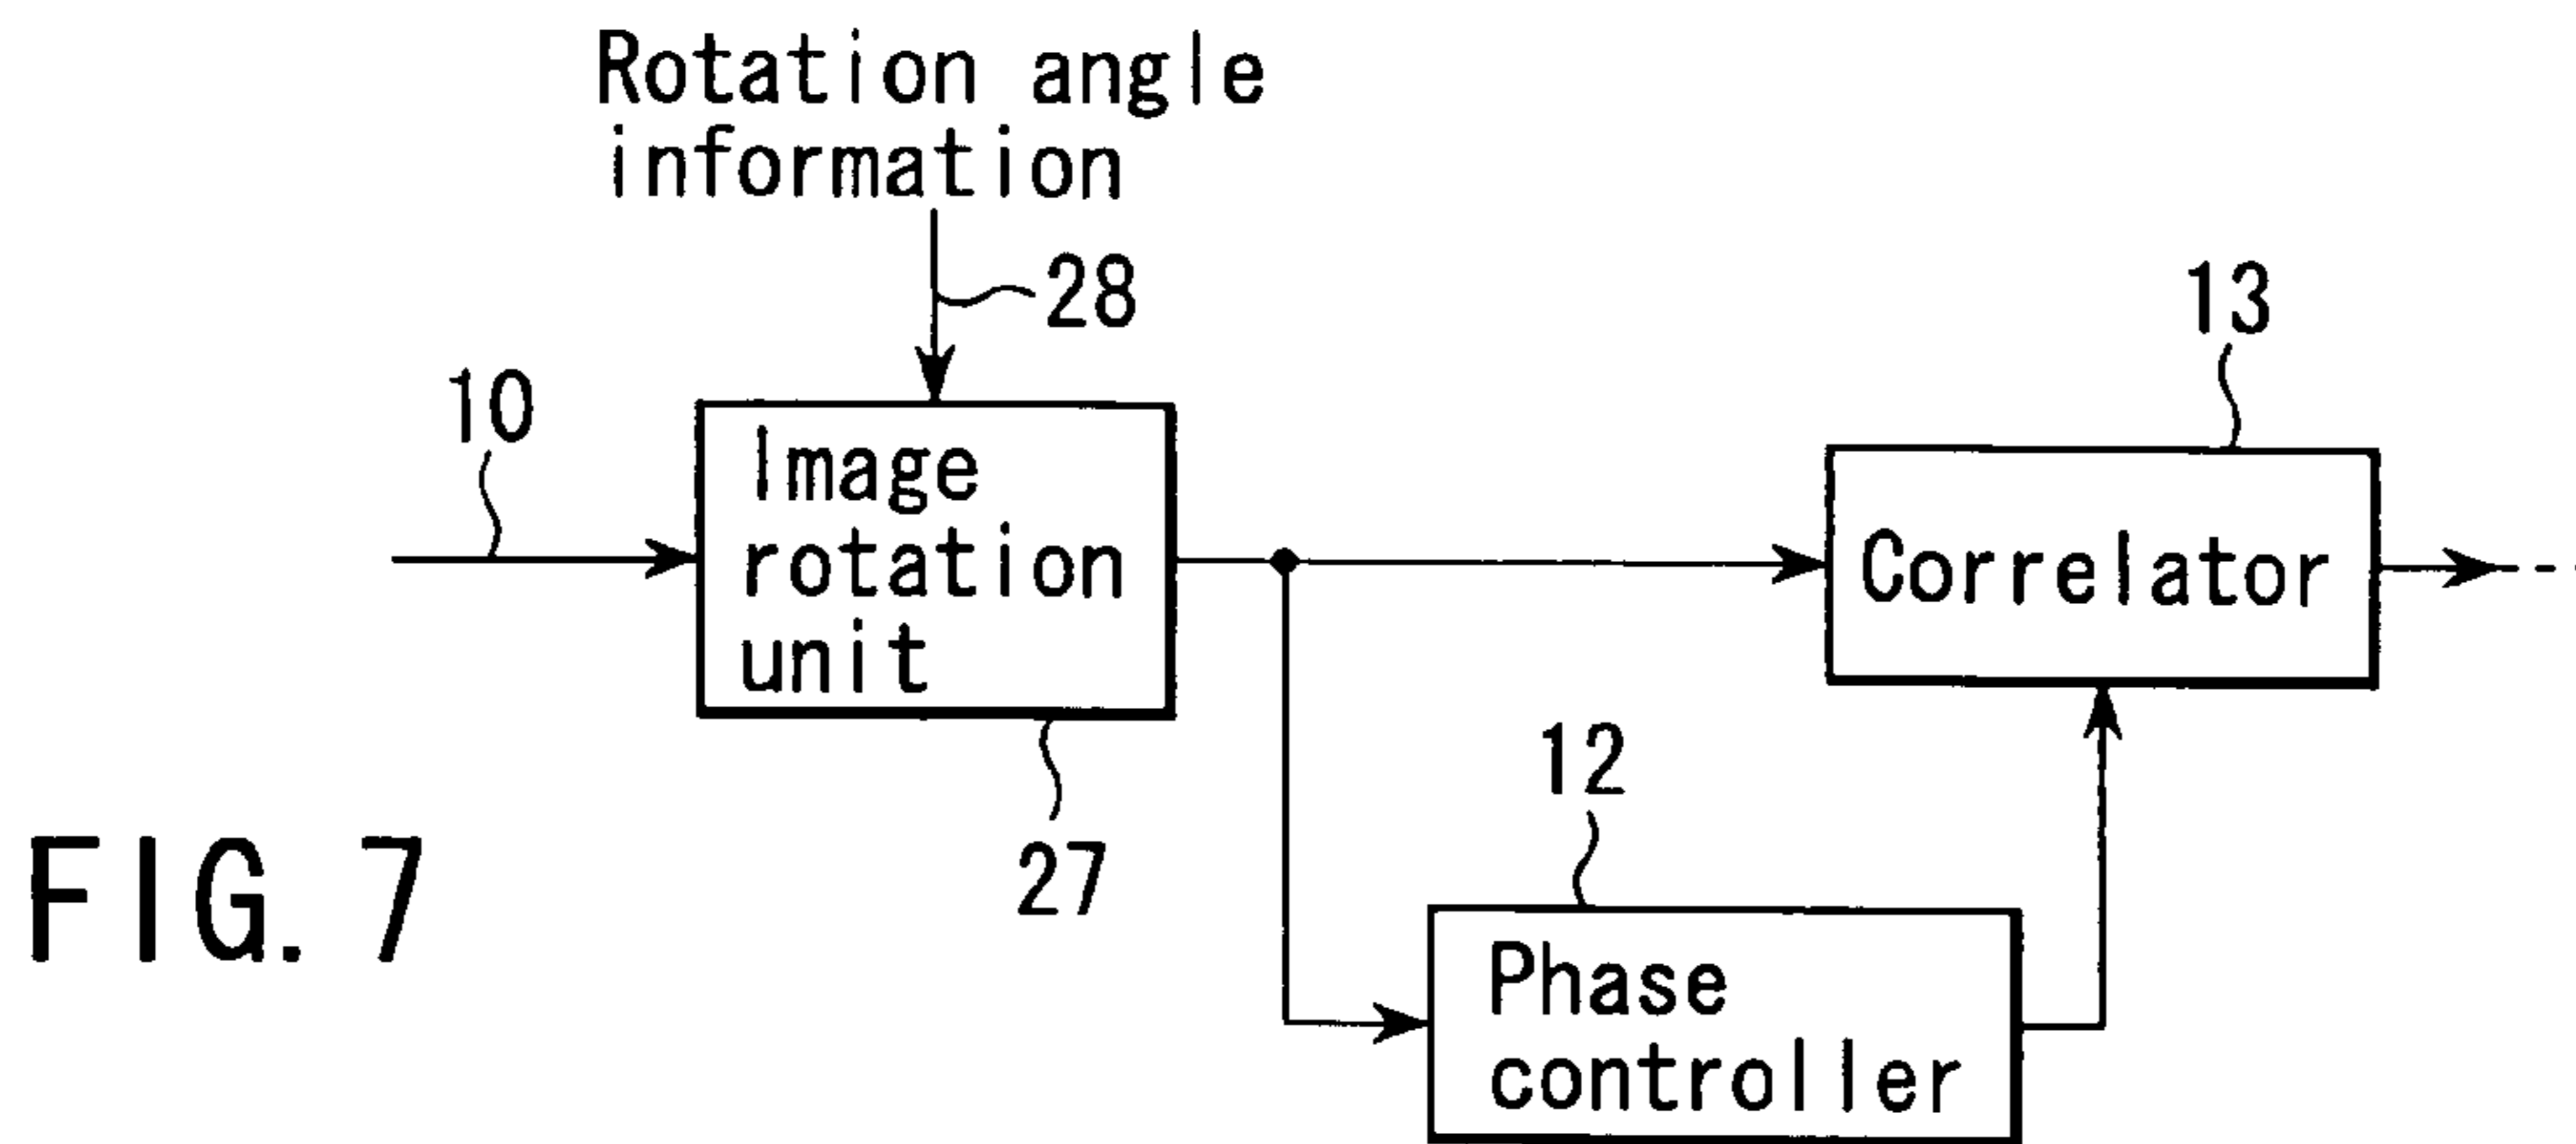 Rotation angle
information
28
10
13
Image
rotation
unit
Correlator
27
12
Phase
controller
FIG. 7